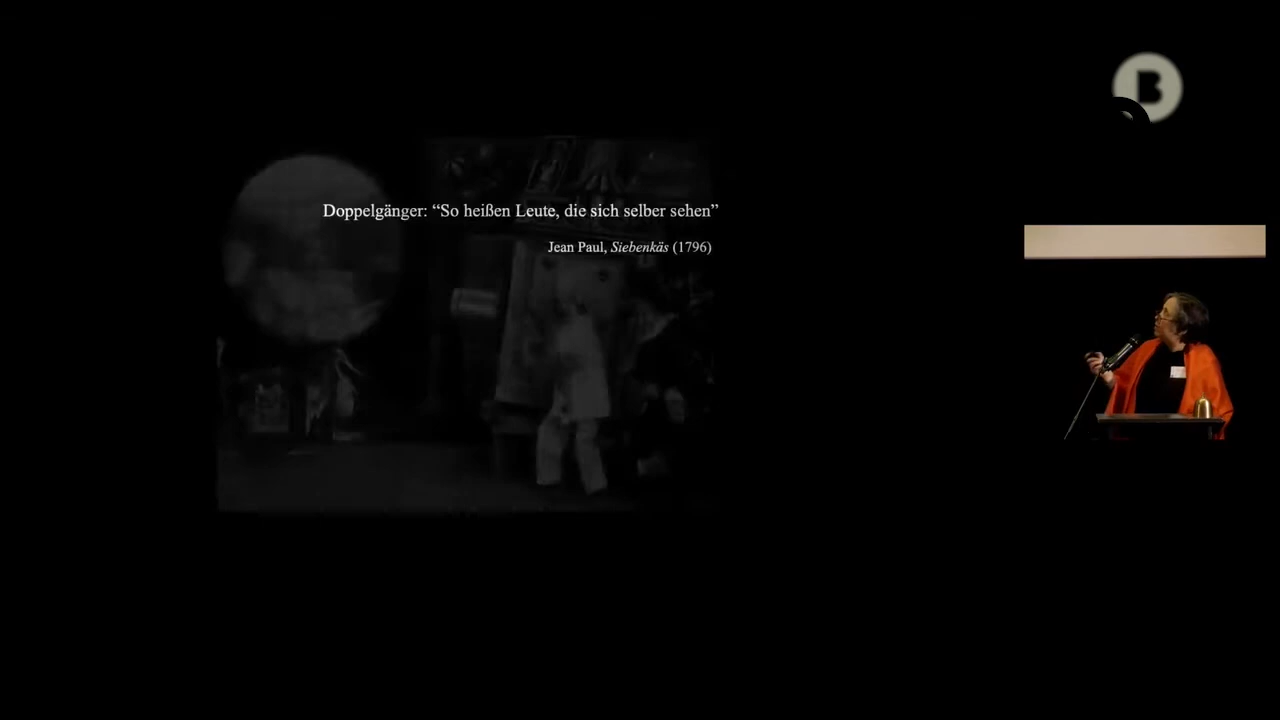 B
Doppelgänger: “So heißen Leute, die sich selber sehen”
Jean Paul, Siebenkäs (1796)